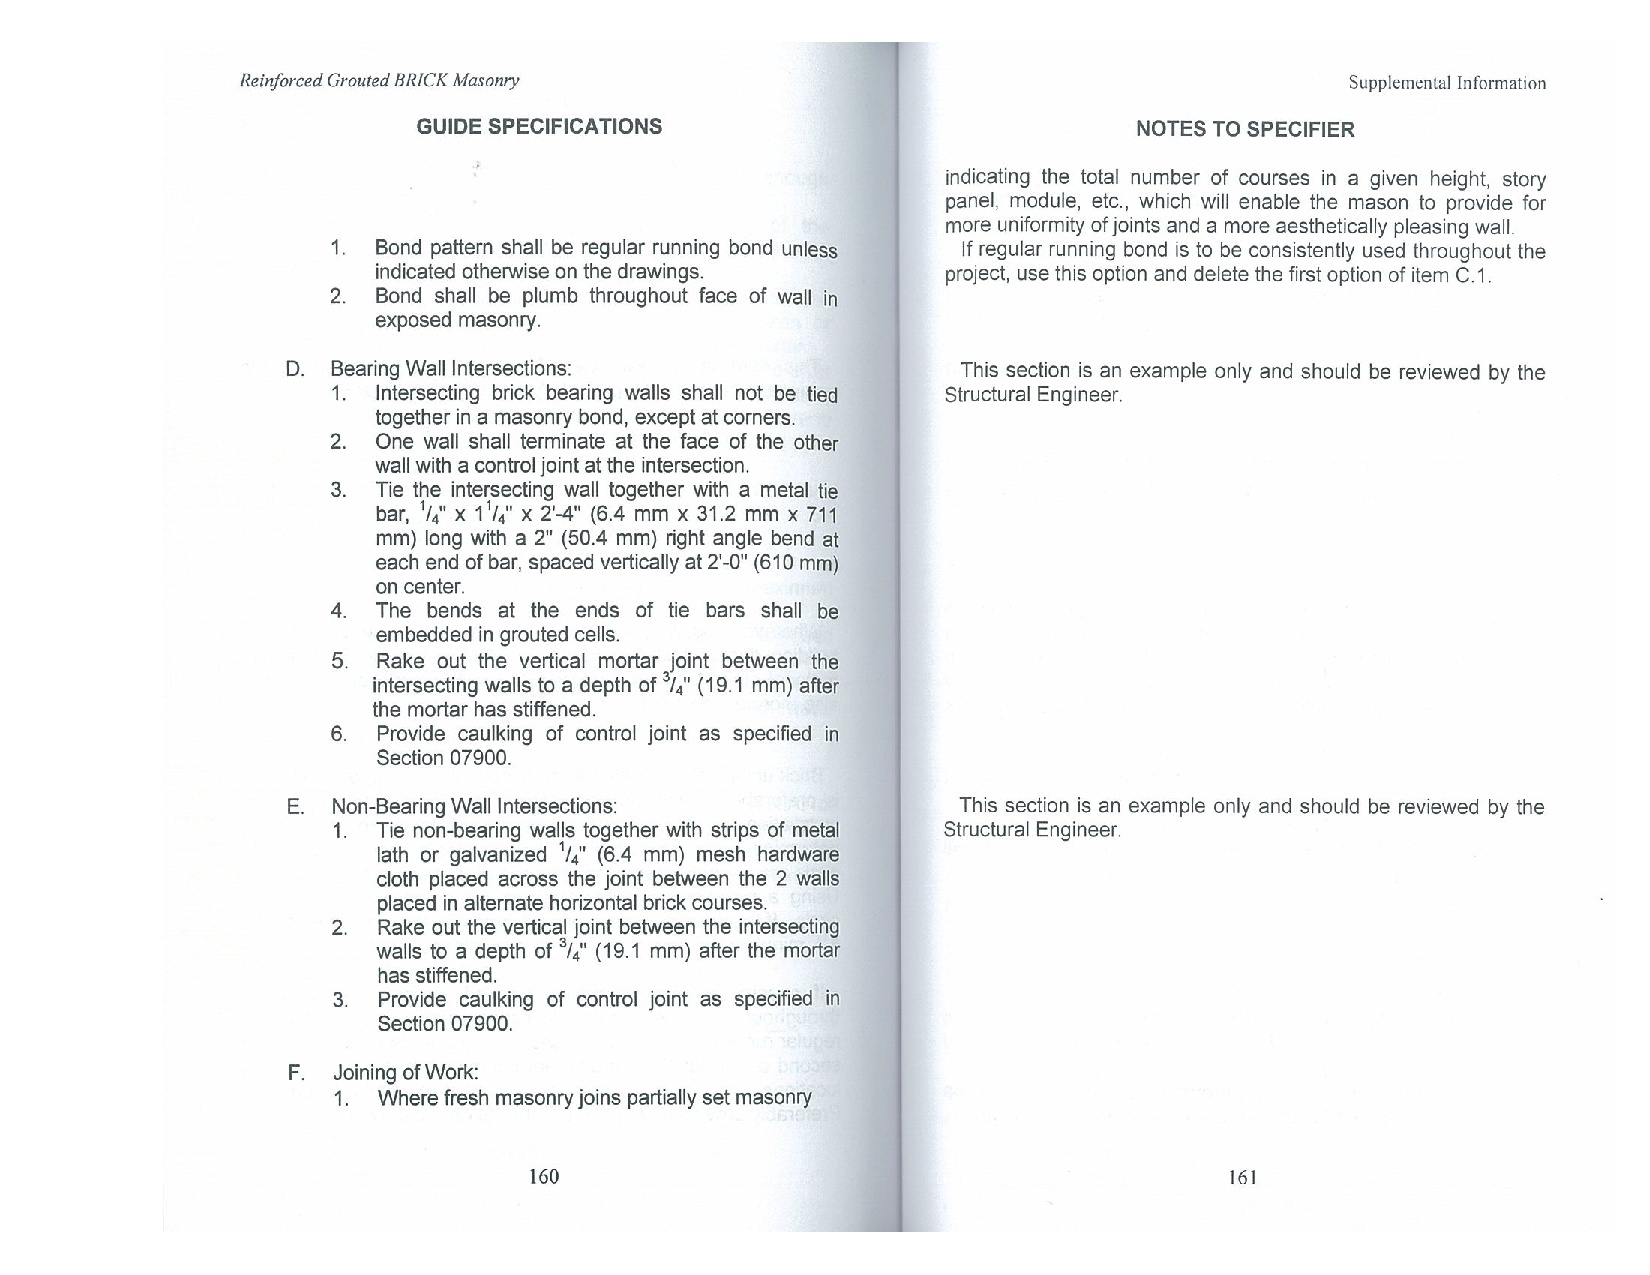 Reinforced Grouted BRICK Masonry
GUIDE SPECIFICATIONS
1. Bond pattern shall be regular running bond unless
indicated otherwise on the drawings.
2. Bond shall be plumb throughout face of wall in
exposed masonry.
D. Bearing Wall Intersections:
1. Intersecting brick bearing walls shall not be tied
together in a masonry bond, except at corners.
2. One wall shall terminate at the face of the other
wall with a control joint at the intersection.
3. Tie the intersecting wall together with a metal tie
bar, 1/4" x 1 1/4" x 2'-4" (6.4 mm x 31.2 mm x 711
mm) long with a 2" (50.4 mm) right angle bend at
each end of bar, spaced vertically at 2'-0" (610 mm)
on center.
4. The bends at the ends of tie bars shall be
embedded in grouted cells.
5. Rake out the vertical mortar joint between the
intersecting walls to a depth of 3/4" (19.1 mm) after
the mortar has stiffened.
6. Provide caulking of control joint as specified in
Section 07900.
E. Non-Bearing Wall Intersections:
1. Tie non-bearing walls together with strips of metal
lath or galvanized 1/4" (6.4 mm) mesh hardware
cloth placed across the joint between the 2 walls
placed in alternate horizontal brick courses.
2. Rake out the vertical joint between the intersecting
walls to a depth of 3/4" (19.1 mm) after the mortar
has stiffened.
3. Provide caulking of control joint as specified in
Section 07900.
F. Joining of Work:
1. Where fresh masonry joins partially set masonry
160
Supplemental Information
NOTES TO SPECIFIER
indicating the total number of courses in a given height, story
panel, module, etc., which will enable the mason to provide for
more uniformity of joints and a more aesthetically pleasing wall.
If regular running bond is to be consistently used throughout the
project, use this option and delete the first option of item C.1.
This section is an example only and should be reviewed by the
Structural Engineer.
This section is an example only and should be reviewed by the
Structural Engineer.
161